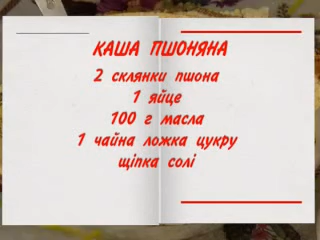 КАША ПШОНЯНА
2 склянки пшона
1 яйце
100 г масла
1 чайна ложка цукру
щіпка солі